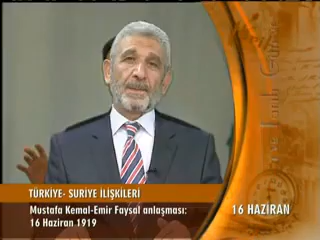 TÜRKİYE- SURİYE İLİŞKİLERİ
Mustafa Kemal-Emir Faysal anlaşması:
16 Haziran 1919
16 HAZİRAN